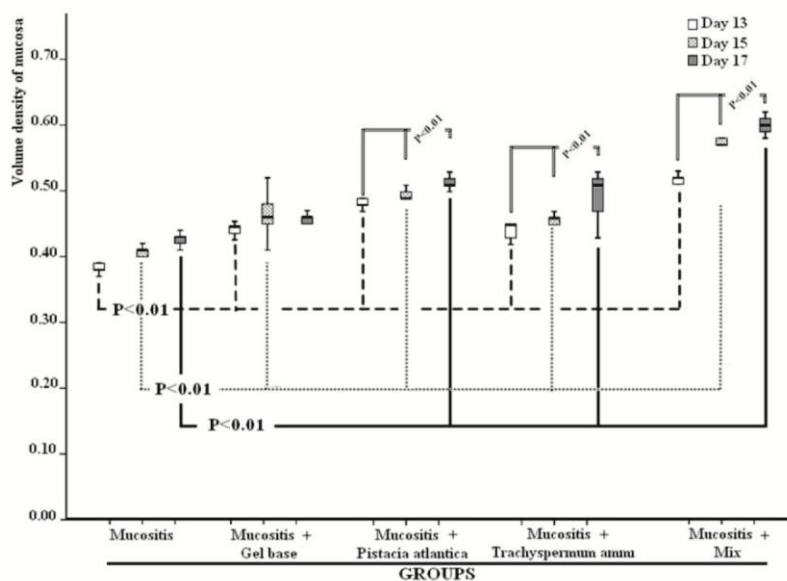 Day 13
Day 15
Day 17
Volume density of mucosa
0.70
0.60
0.50
0.40
0.30
0.20
0.10
0.00
P<0.01
P<0.01
P<0.01
P<0.01
P<0.01
P<0.01
Mucositis
Mucositis +
Gel base
Mucositis +
Pistacia atlantica
Mucositis +
Trachyspermum ammi
Mucositis +
Mix
GROUPS